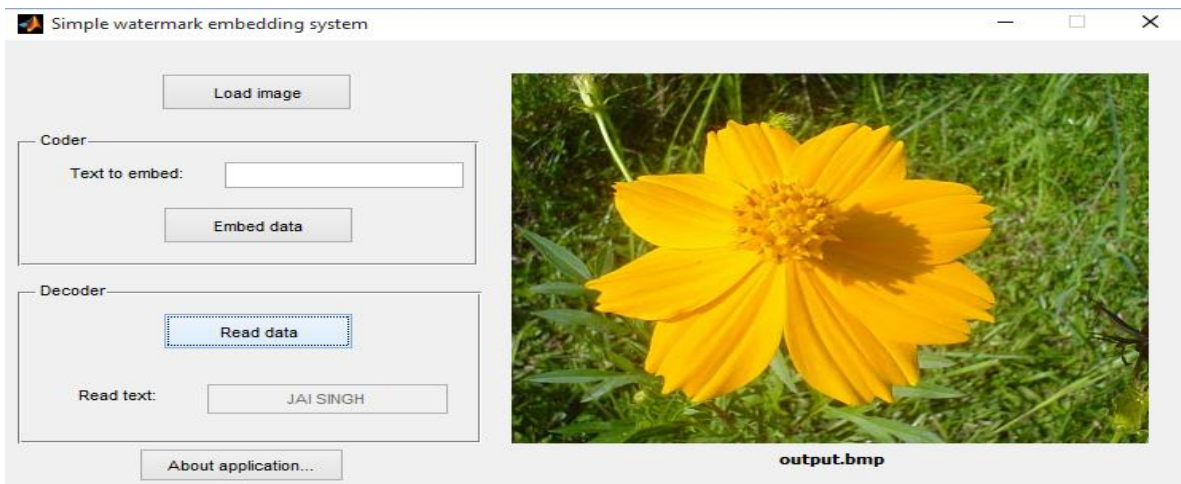 Simple watermark embedding system
Load image
Coder
Text to embed:
Embed data
Decoder
Read data
Read text: JAI SINGH
About application...
output.bmp